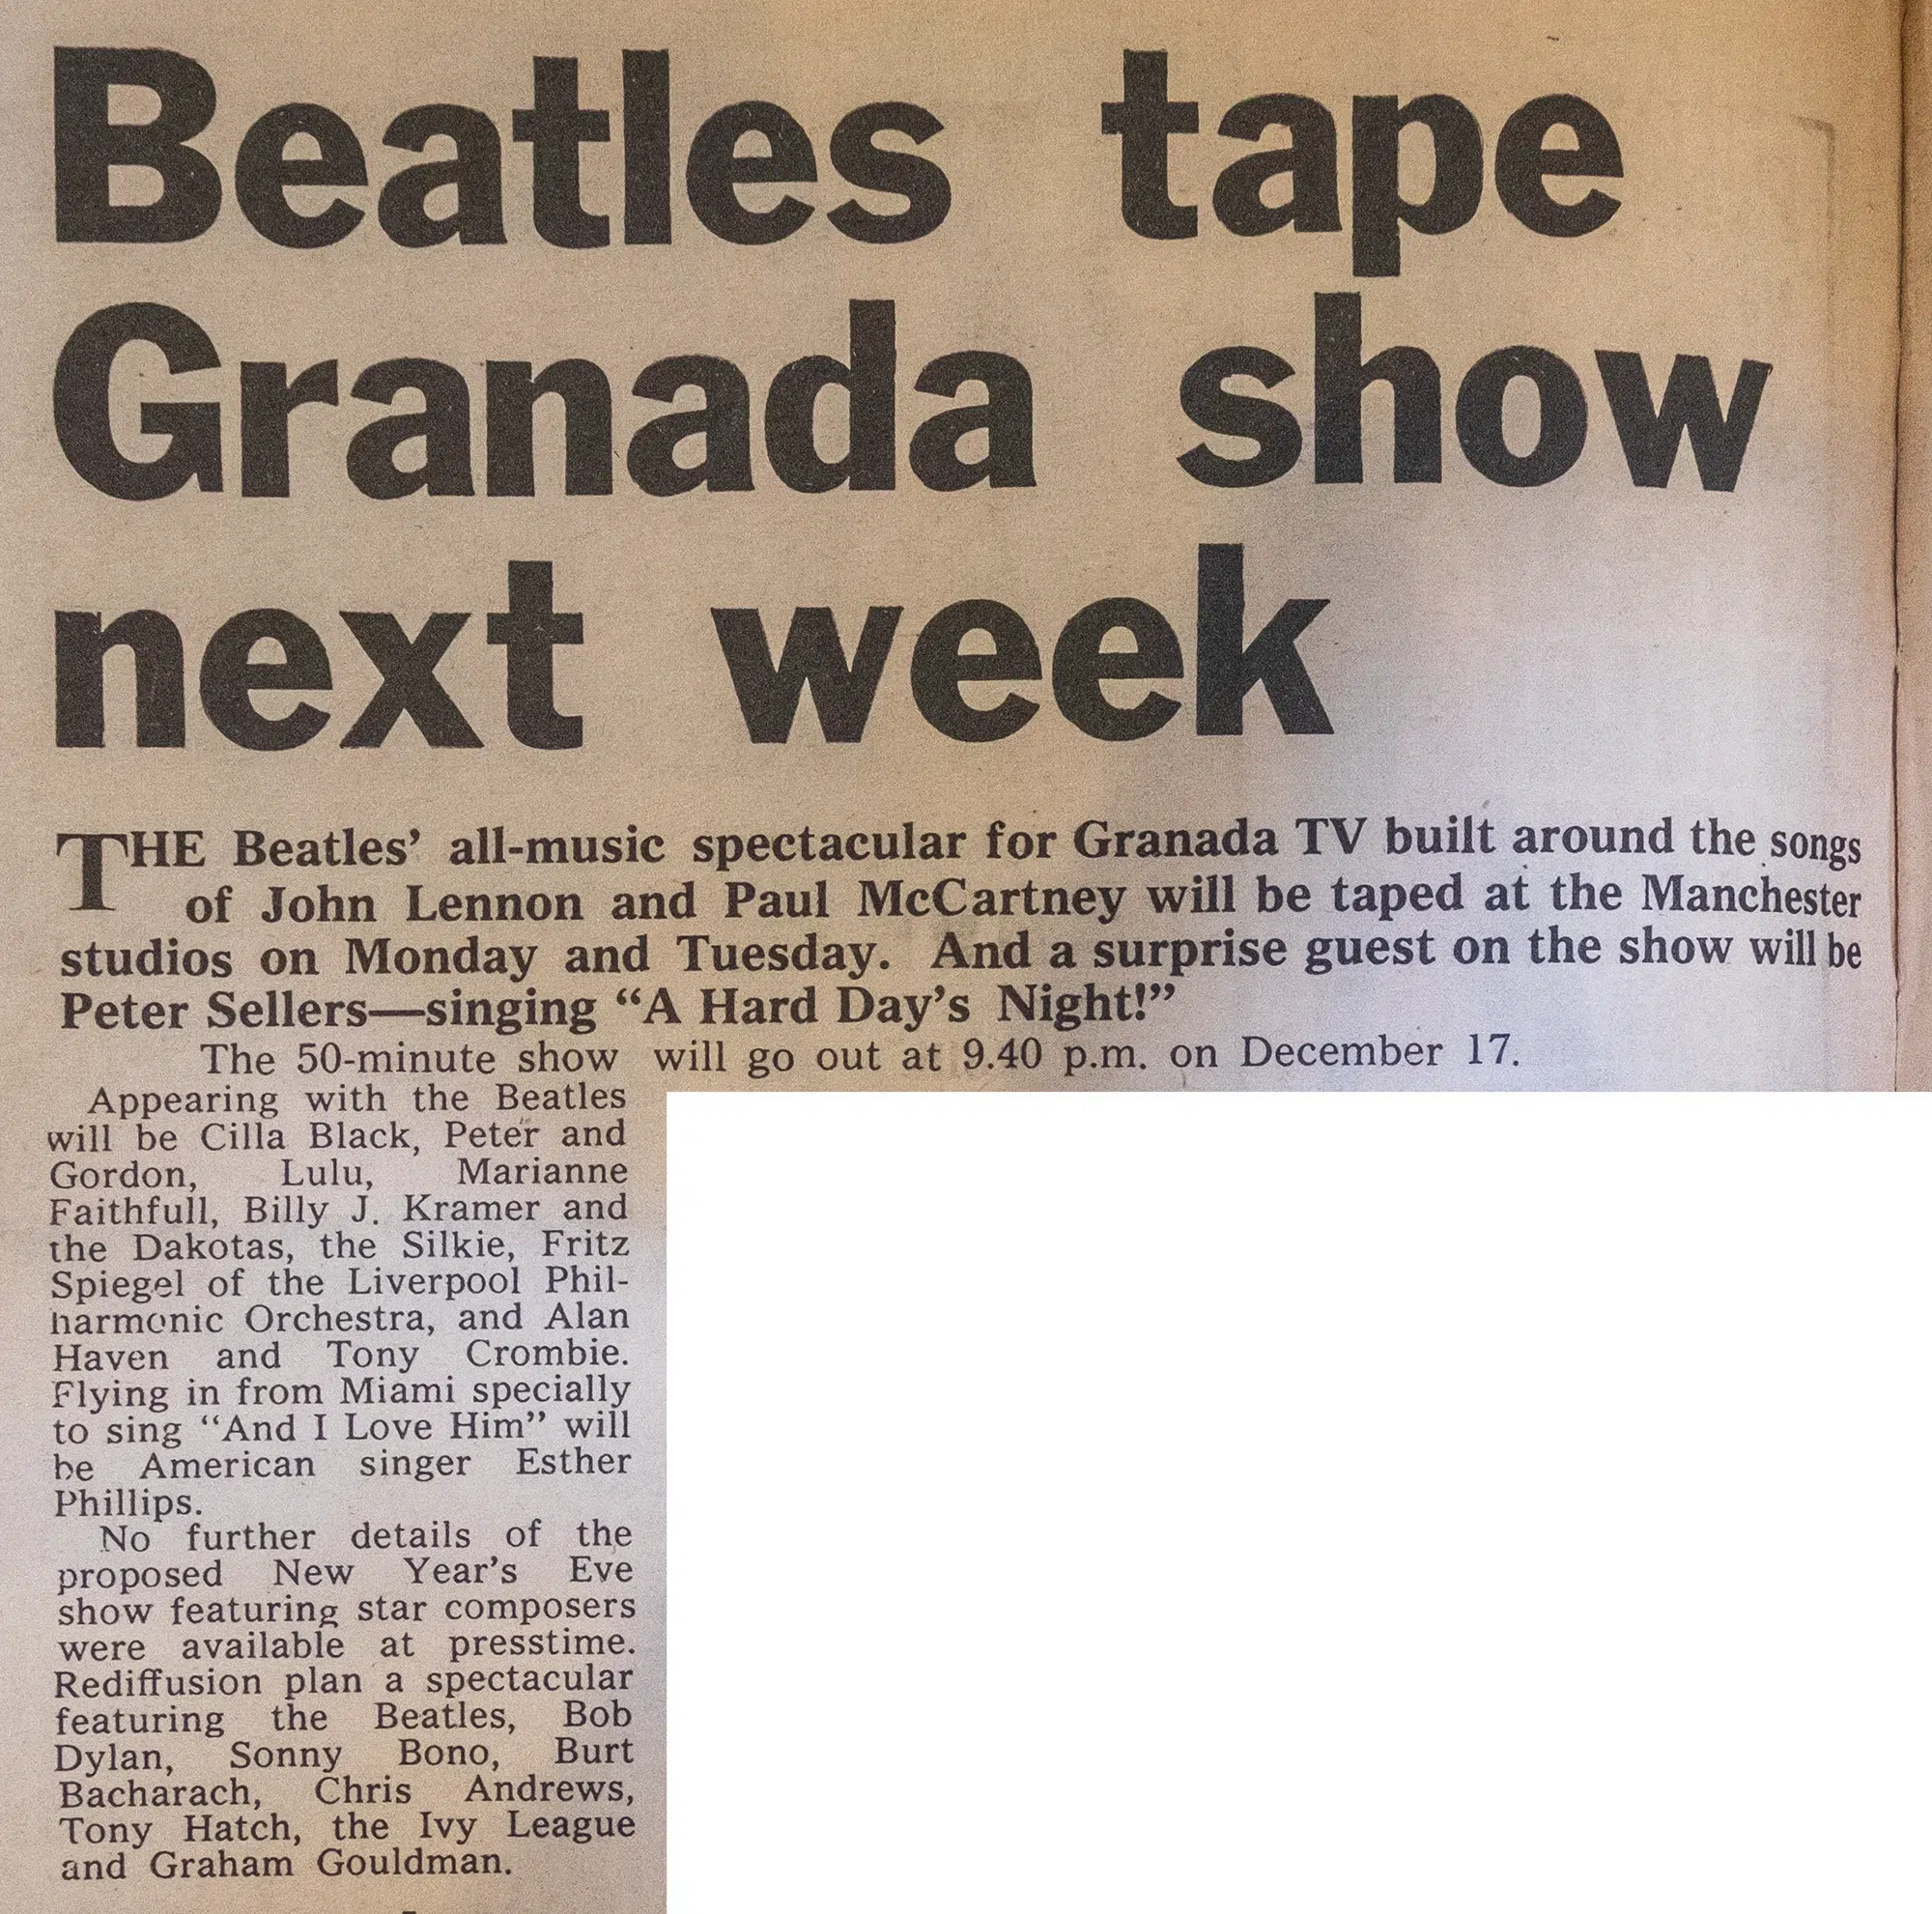 Beatles tape
Granada show
next week
THE Beatles’ all-music spectacular for Granada TV built around the songs
of John Lennon and Paul McCartney will be taped at the Manchester
studios on Monday and Tuesday. And a surprise guest on the show will be
Peter Sellers—singing “A Hard Day’s Night!”
The 50-minute show will go out at 9.40 p.m. on December 17.
Appearing with the Beatles
will be Cilla Black, Peter and
Gordon, Lulu, Marianne
Faithfull, Billy J. Kramer and
the Dakotas, the Silkie, Fritz
Spiegel of the Liverpool Phil-
harmonic Orchestra, and Alan
Haven and Tony Crombie.
Flying in from Miami specially
to sing “And I Love Him” will
be American singer Esther
Phillips.
No further details of the
proposed New Year’s Eve
show featuring star composers
were available at presstime.
Rediffusion plan a spectacular
featuring the Beatles, Bob
Dylan, Sonny Bono, Burt
Bacharach, Chris Andrews,
Tony Hatch, the Ivy League
and Graham Gouldman.